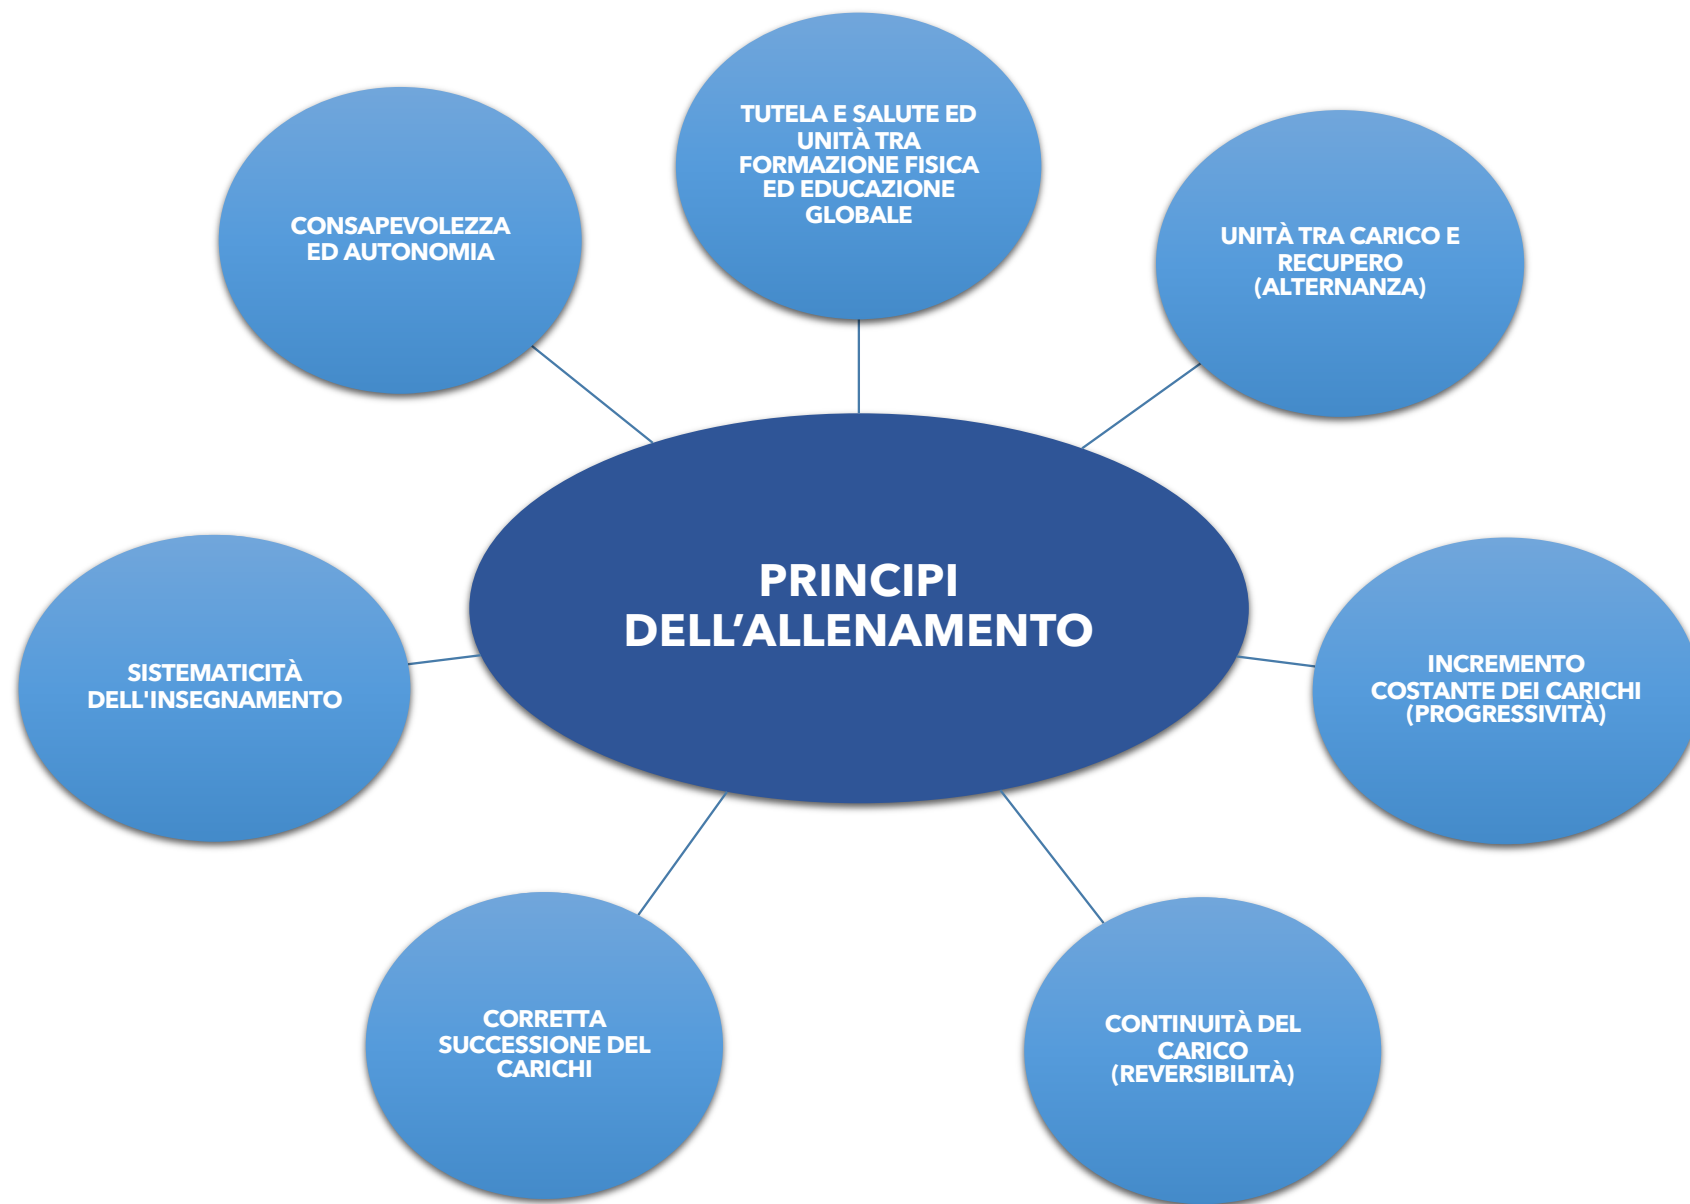 TUTELA E SALUTE ED
UNITÀ TRA
FORMAZIONE FISICA
ED EDUCAZIONE
GLOBALE
CONSAPEVOLEZZA
ED AUTONOMIA
UNITÀ TRA CARICO E
RECUPERO
(ALTERNANZA)
PRINCIPI
DELL’ALLENAMENTO
SISTEMATICITÀ
DELL'INSEGNAMENTO
INCREMENTO
COSTANTE DEI CARICHI
(PROGRESSIVITÀ)
CORRETTA
SUCCESSIONE DEL
CARICHI
CONTINUITÀ DEL
CARICO
(REVERSIBILITÀ)